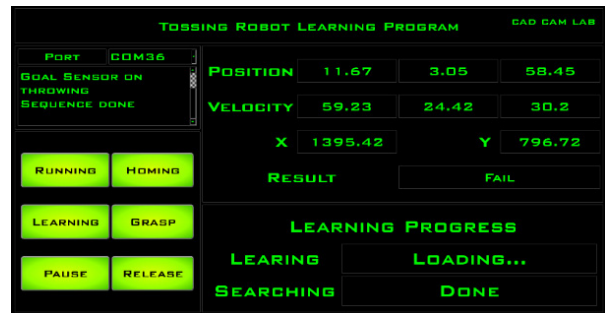 Tossing Robot Learning Program
CAD CAM LAB
Port COM36
Goal Sensor on
throwing
Sequence done
Position 11.67 3.05 58.45
Velocity 59.23 24.42 30.2
X 1395.42 Y 796.72
Result Fail
Running Homing
Learning Grasp
Pause Release
Learning Progress
Learing Loading...
Searching Done